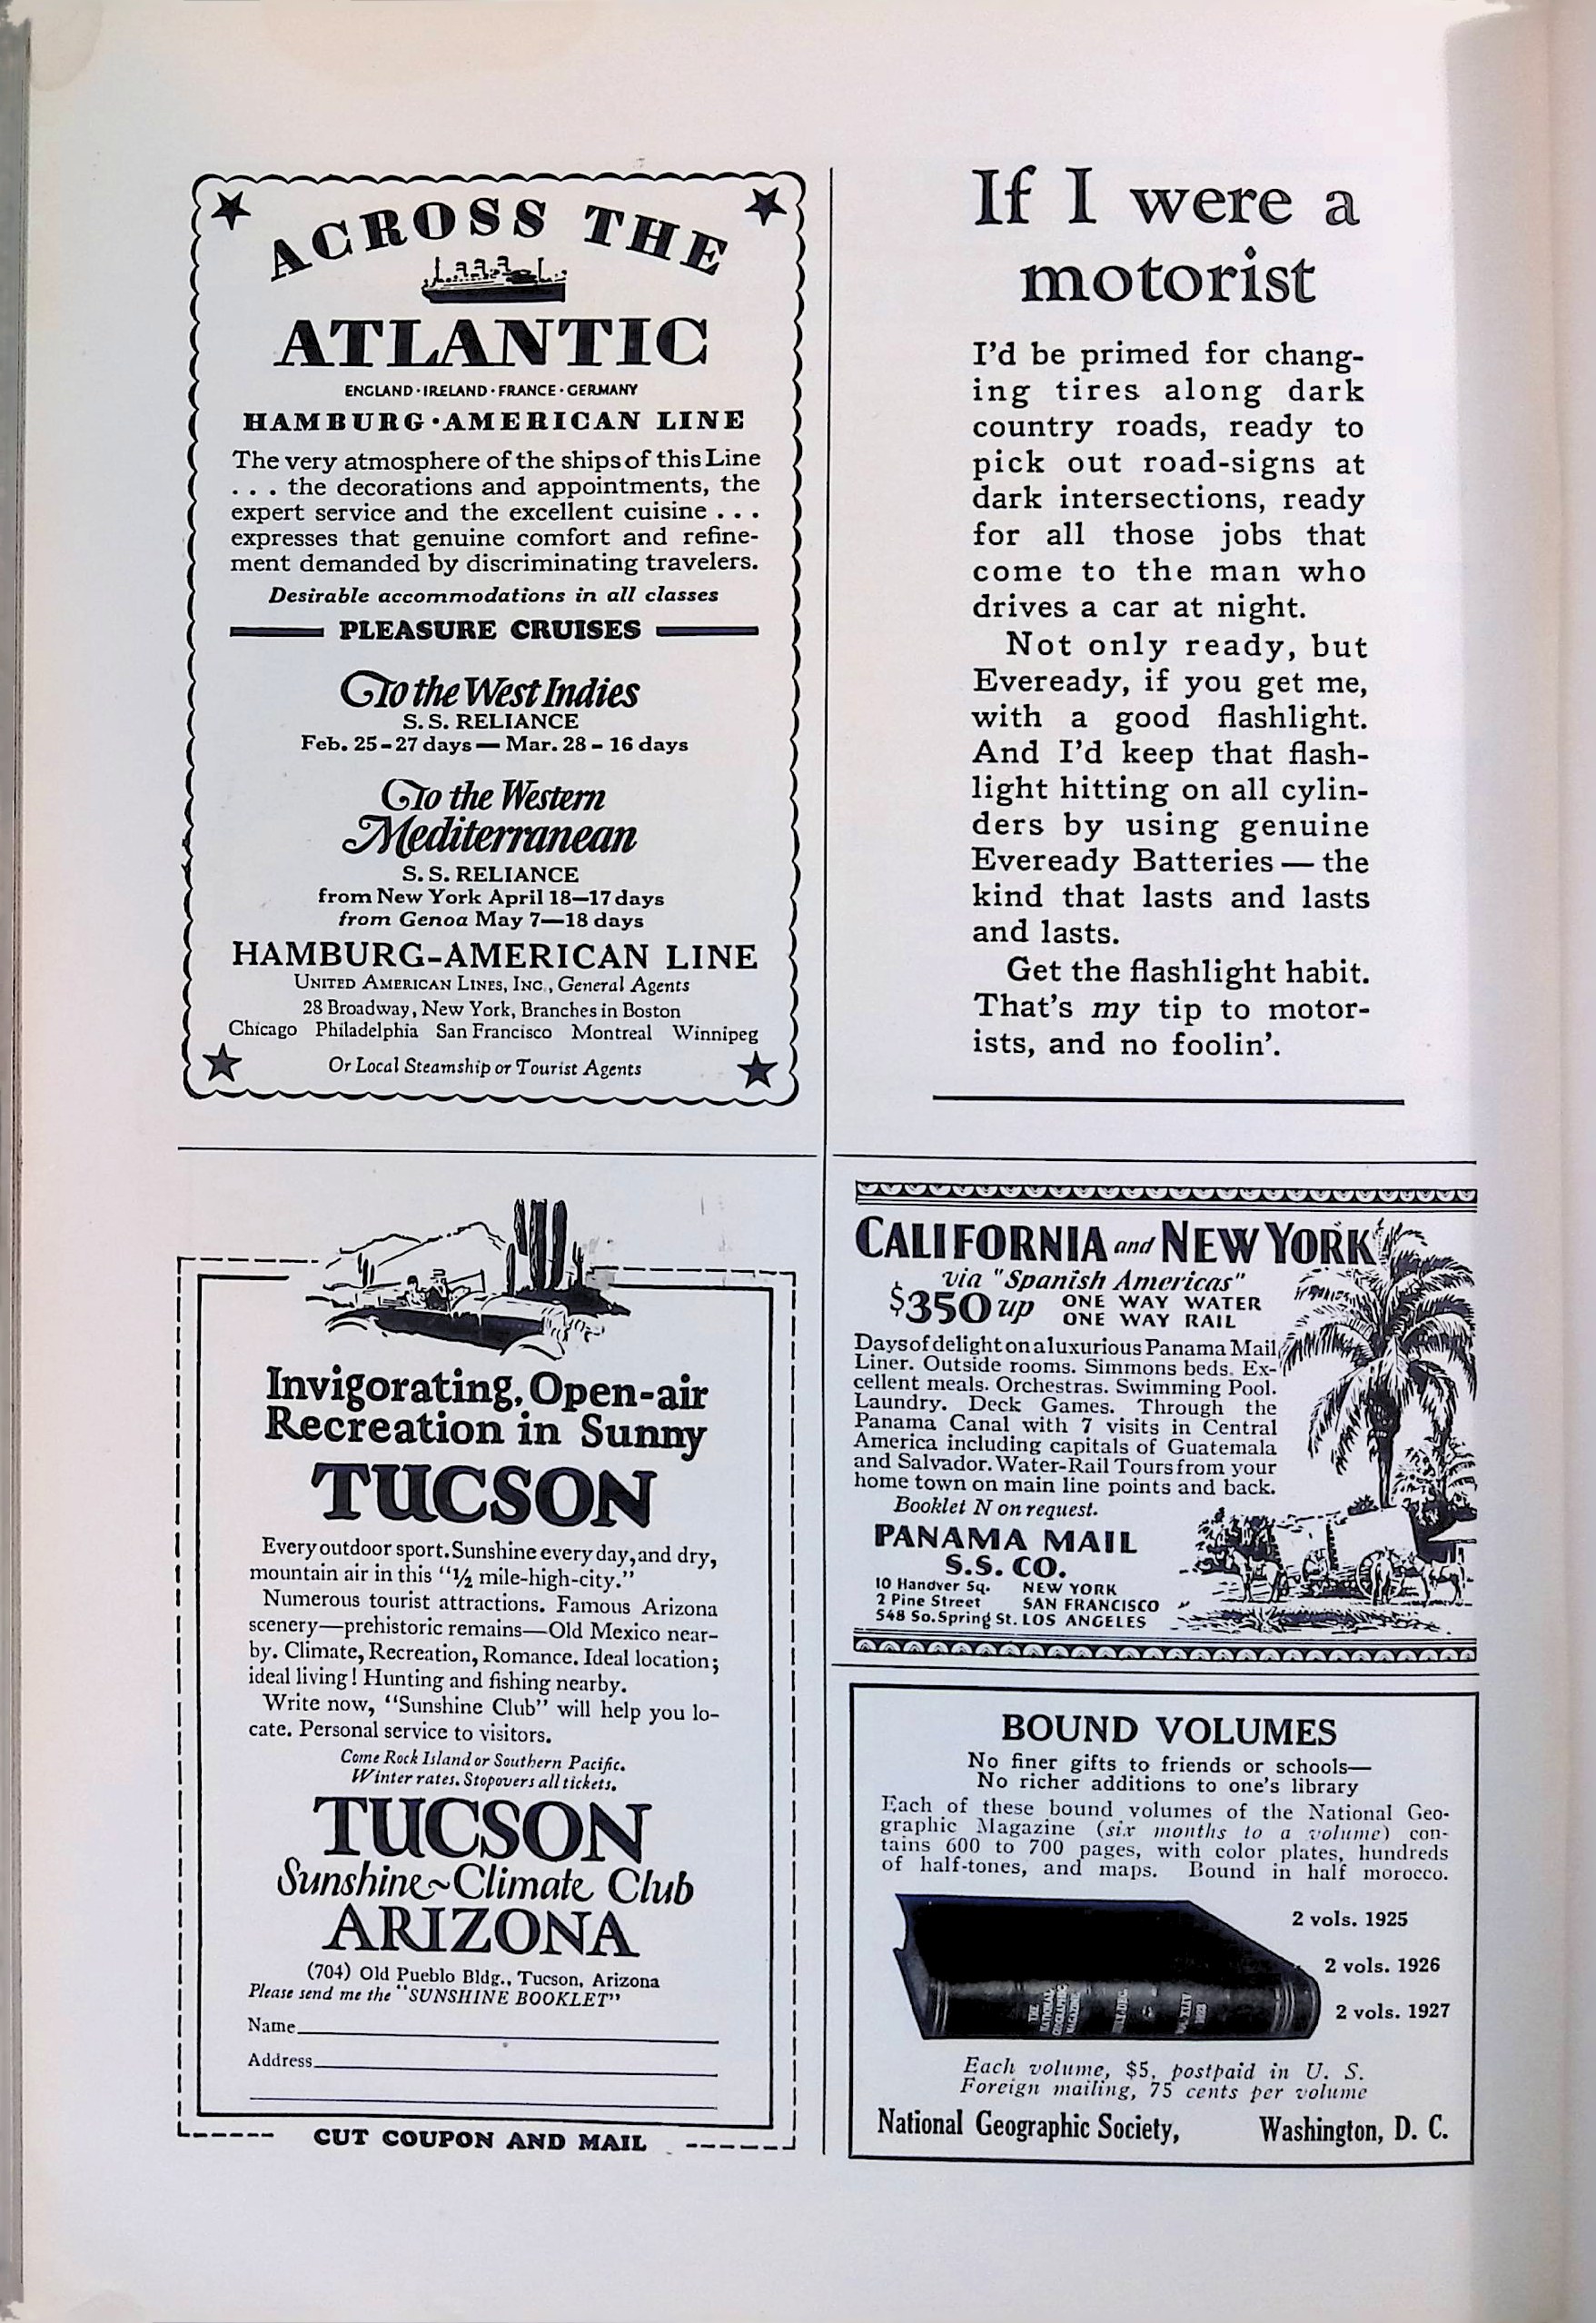 ACROSS THE
ATLANTIC
ENGLAND · IRELAND · FRANCE · GERMANY
HAMBURG·AMERICAN LINE
The very atmosphere of the ships of this Line
. . . the decorations and appointments, the
expert service and the excellent cuisine . . .
expresses that genuine comfort and refine-
ment demanded by discriminating travelers.
Desirable accommodations in all classes
PLEASURE CRUISES
To the West Indies
S. S. RELIANCE
Feb. 25–27 days — Mar. 28 – 16 days
To the Western
Mediterranean
S. S. RELIANCE
from New York April 18—17 days
from Genoa May 7—18 days
HAMBURG-AMERICAN LINE
UNITED AMERICAN LINES, INC., General Agents
28 Broadway, New York, Branches in Boston
Chicago Philadelphia San Francisco Montreal Winnipeg
Or Local Steamship or Tourist Agents
If I were a
motorist
I'd be primed for chang-
ing tires along dark
country roads, ready to
pick out road-signs at
dark intersections, ready
for all those jobs that
come to the man who
drives a car at night.
Not only ready, but
Eveready, if you get me,
with a good flashlight.
And I'd keep that flash-
light hitting on all cylin-
ders by using genuine
Eveready Batteries — the
kind that lasts and lasts
and lasts.
Get the flashlight habit.
That's my tip to motor-
ists, and no foolin'.
Invigorating, Open-air
Recreation in Sunny
TUCSON
Every outdoor sport. Sunshine every day, and dry,
mountain air in this "½ mile-high-city."
Numerous tourist attractions. Famous Arizona
scenery—prehistoric remains—Old Mexico near-
by. Climate, Recreation, Romance. Ideal location;
ideal living! Hunting and fishing nearby.
Write now, "Sunshine Club" will help you lo-
cate. Personal service to visitors.
Come Rock Island or Southern Pacific.
Winter rates. Stopovers all tickets.
TUCSON
Sunshine~Climate Club
ARIZONA
(704) Old Pueblo Bldg., Tucson, Arizona
Please send me the "SUNSHINE BOOKLET"
Name
Address
CUT COUPON AND MAIL
CALIFORNIA and NEW YORK
via "Spanish Americas"
$350 up ONE WAY WATER
ONE WAY RAIL
Days of delight on a luxurious Panama Mail
Liner. Outside rooms. Simmons beds. Ex-
cellent meals. Orchestras. Swimming Pool.
Laundry. Deck Games. Through the
Panama Canal with 7 visits in Central
America including capitals of Guatemala
and Salvador. Water-Rail Tours from your
home town on main line points and back.
Booklet N on request.
PANAMA MAIL
S.S. CO.
10 Hanover Sq. NEW YORK
2 Pine Street SAN FRANCISCO
548 So. Spring St. LOS ANGELES
BOUND VOLUMES
No finer gifts to friends or schools—
No richer additions to one's library
Each of these bound volumes of the National Geo-
graphic Magazine (six months to a volume) con-
tains 600 to 700 pages, with color plates, hundreds
of half-tones, and maps. Bound in half morocco.
2 vols. 1925
2 vols. 1926
2 vols. 1927
THE
NATIONAL
GEOGRAPHIC
MAGAZINE
JULY-DEC.
VOL. XLIV
1923
Each volume, $5, postpaid in U. S.
Foreign mailing, 75 cents per volume
National Geographic Society, Washington, D. C.